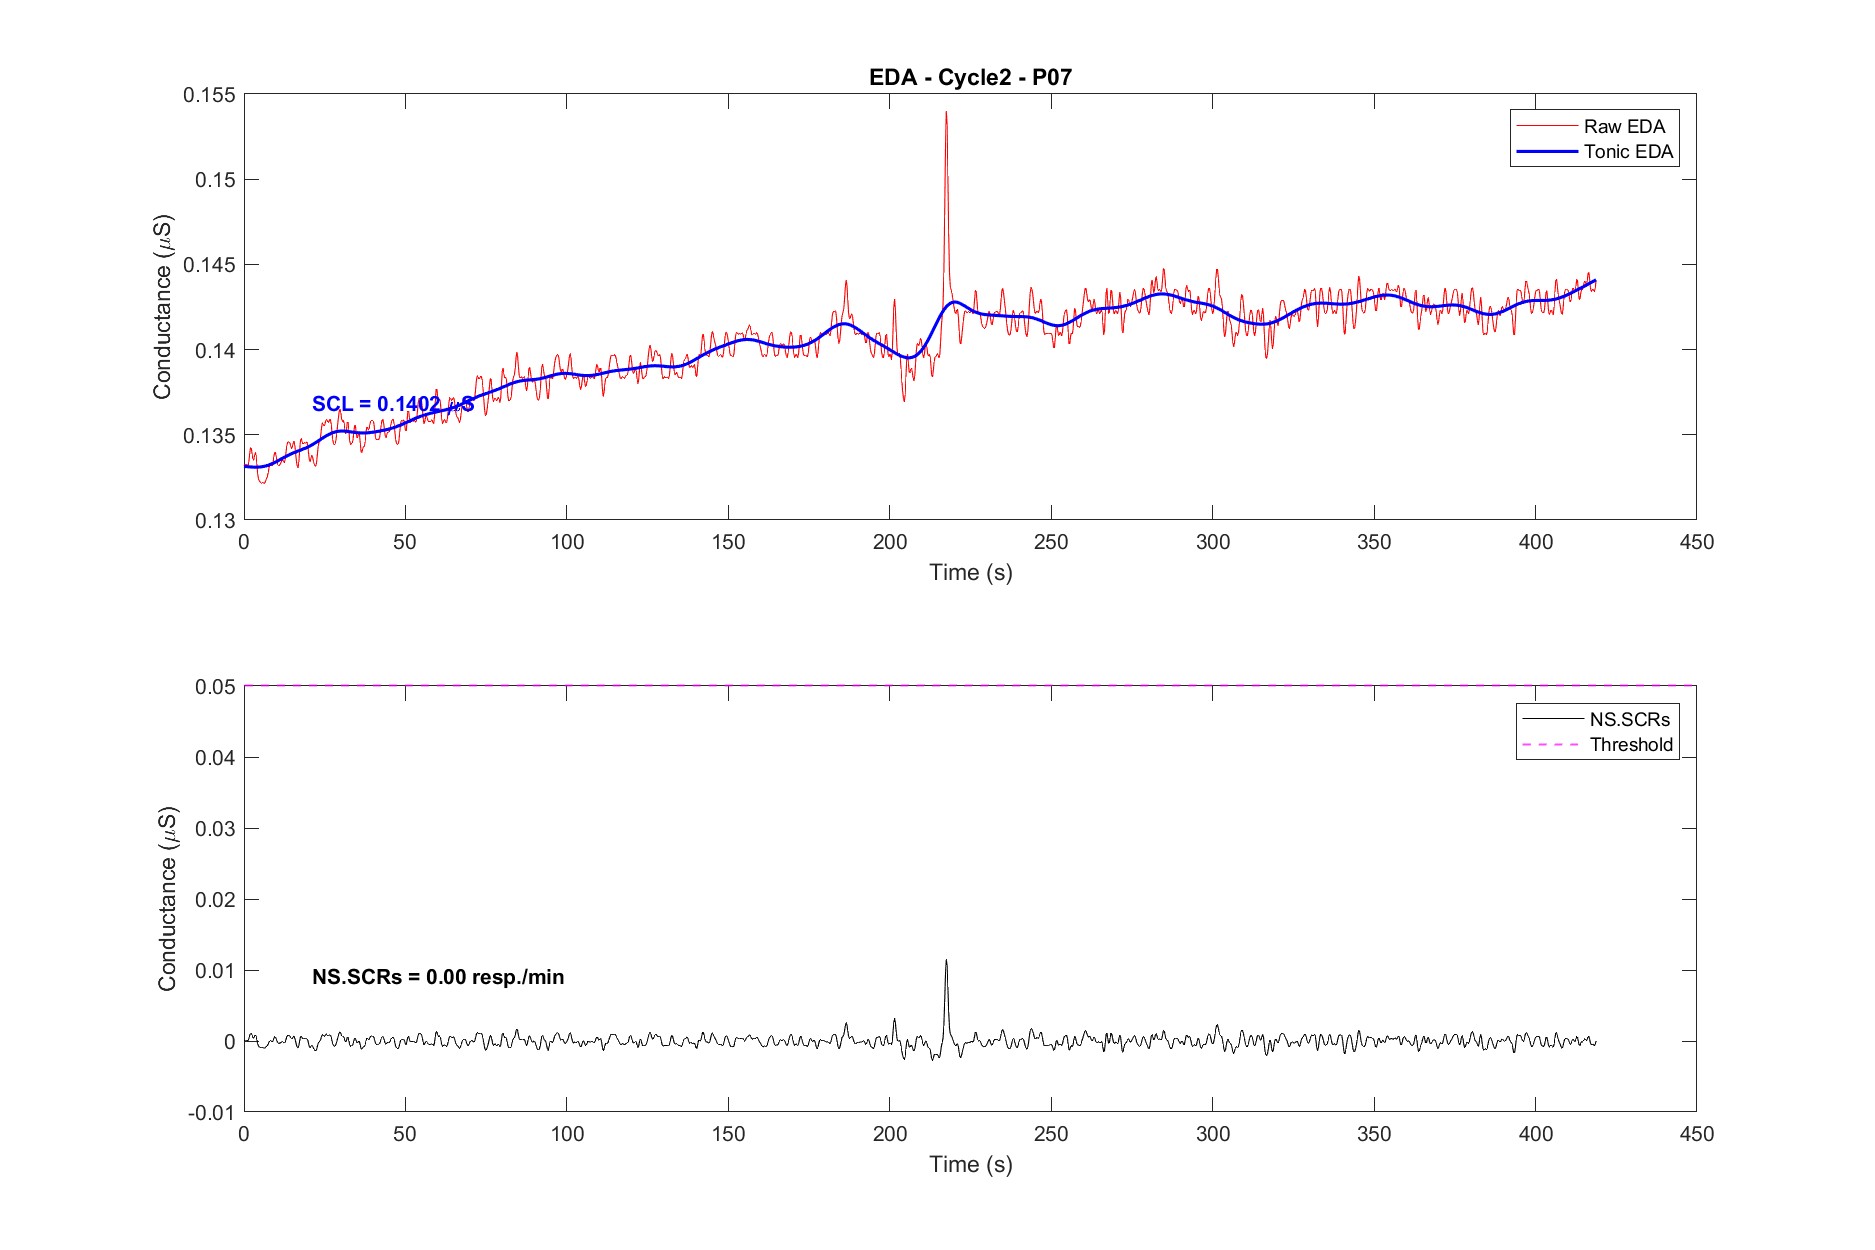 EDA - Cycle2 - P07
0.155
0.15
0.145
0.14
0.135
0.13
Conductance (μS)
Raw EDA
Tonic EDA
SCL = 0.1402 μS
0 50 100 150 200 250 300 350 400 450
Time (s)
0.05
0.04
0.03
0.02
0.01
0
-0.01
Conductance (μS)
NS.SCRs
Threshold
NS.SCRs = 0.00 resp./min
0 50 100 150 200 250 300 350 400 450
Time (s)